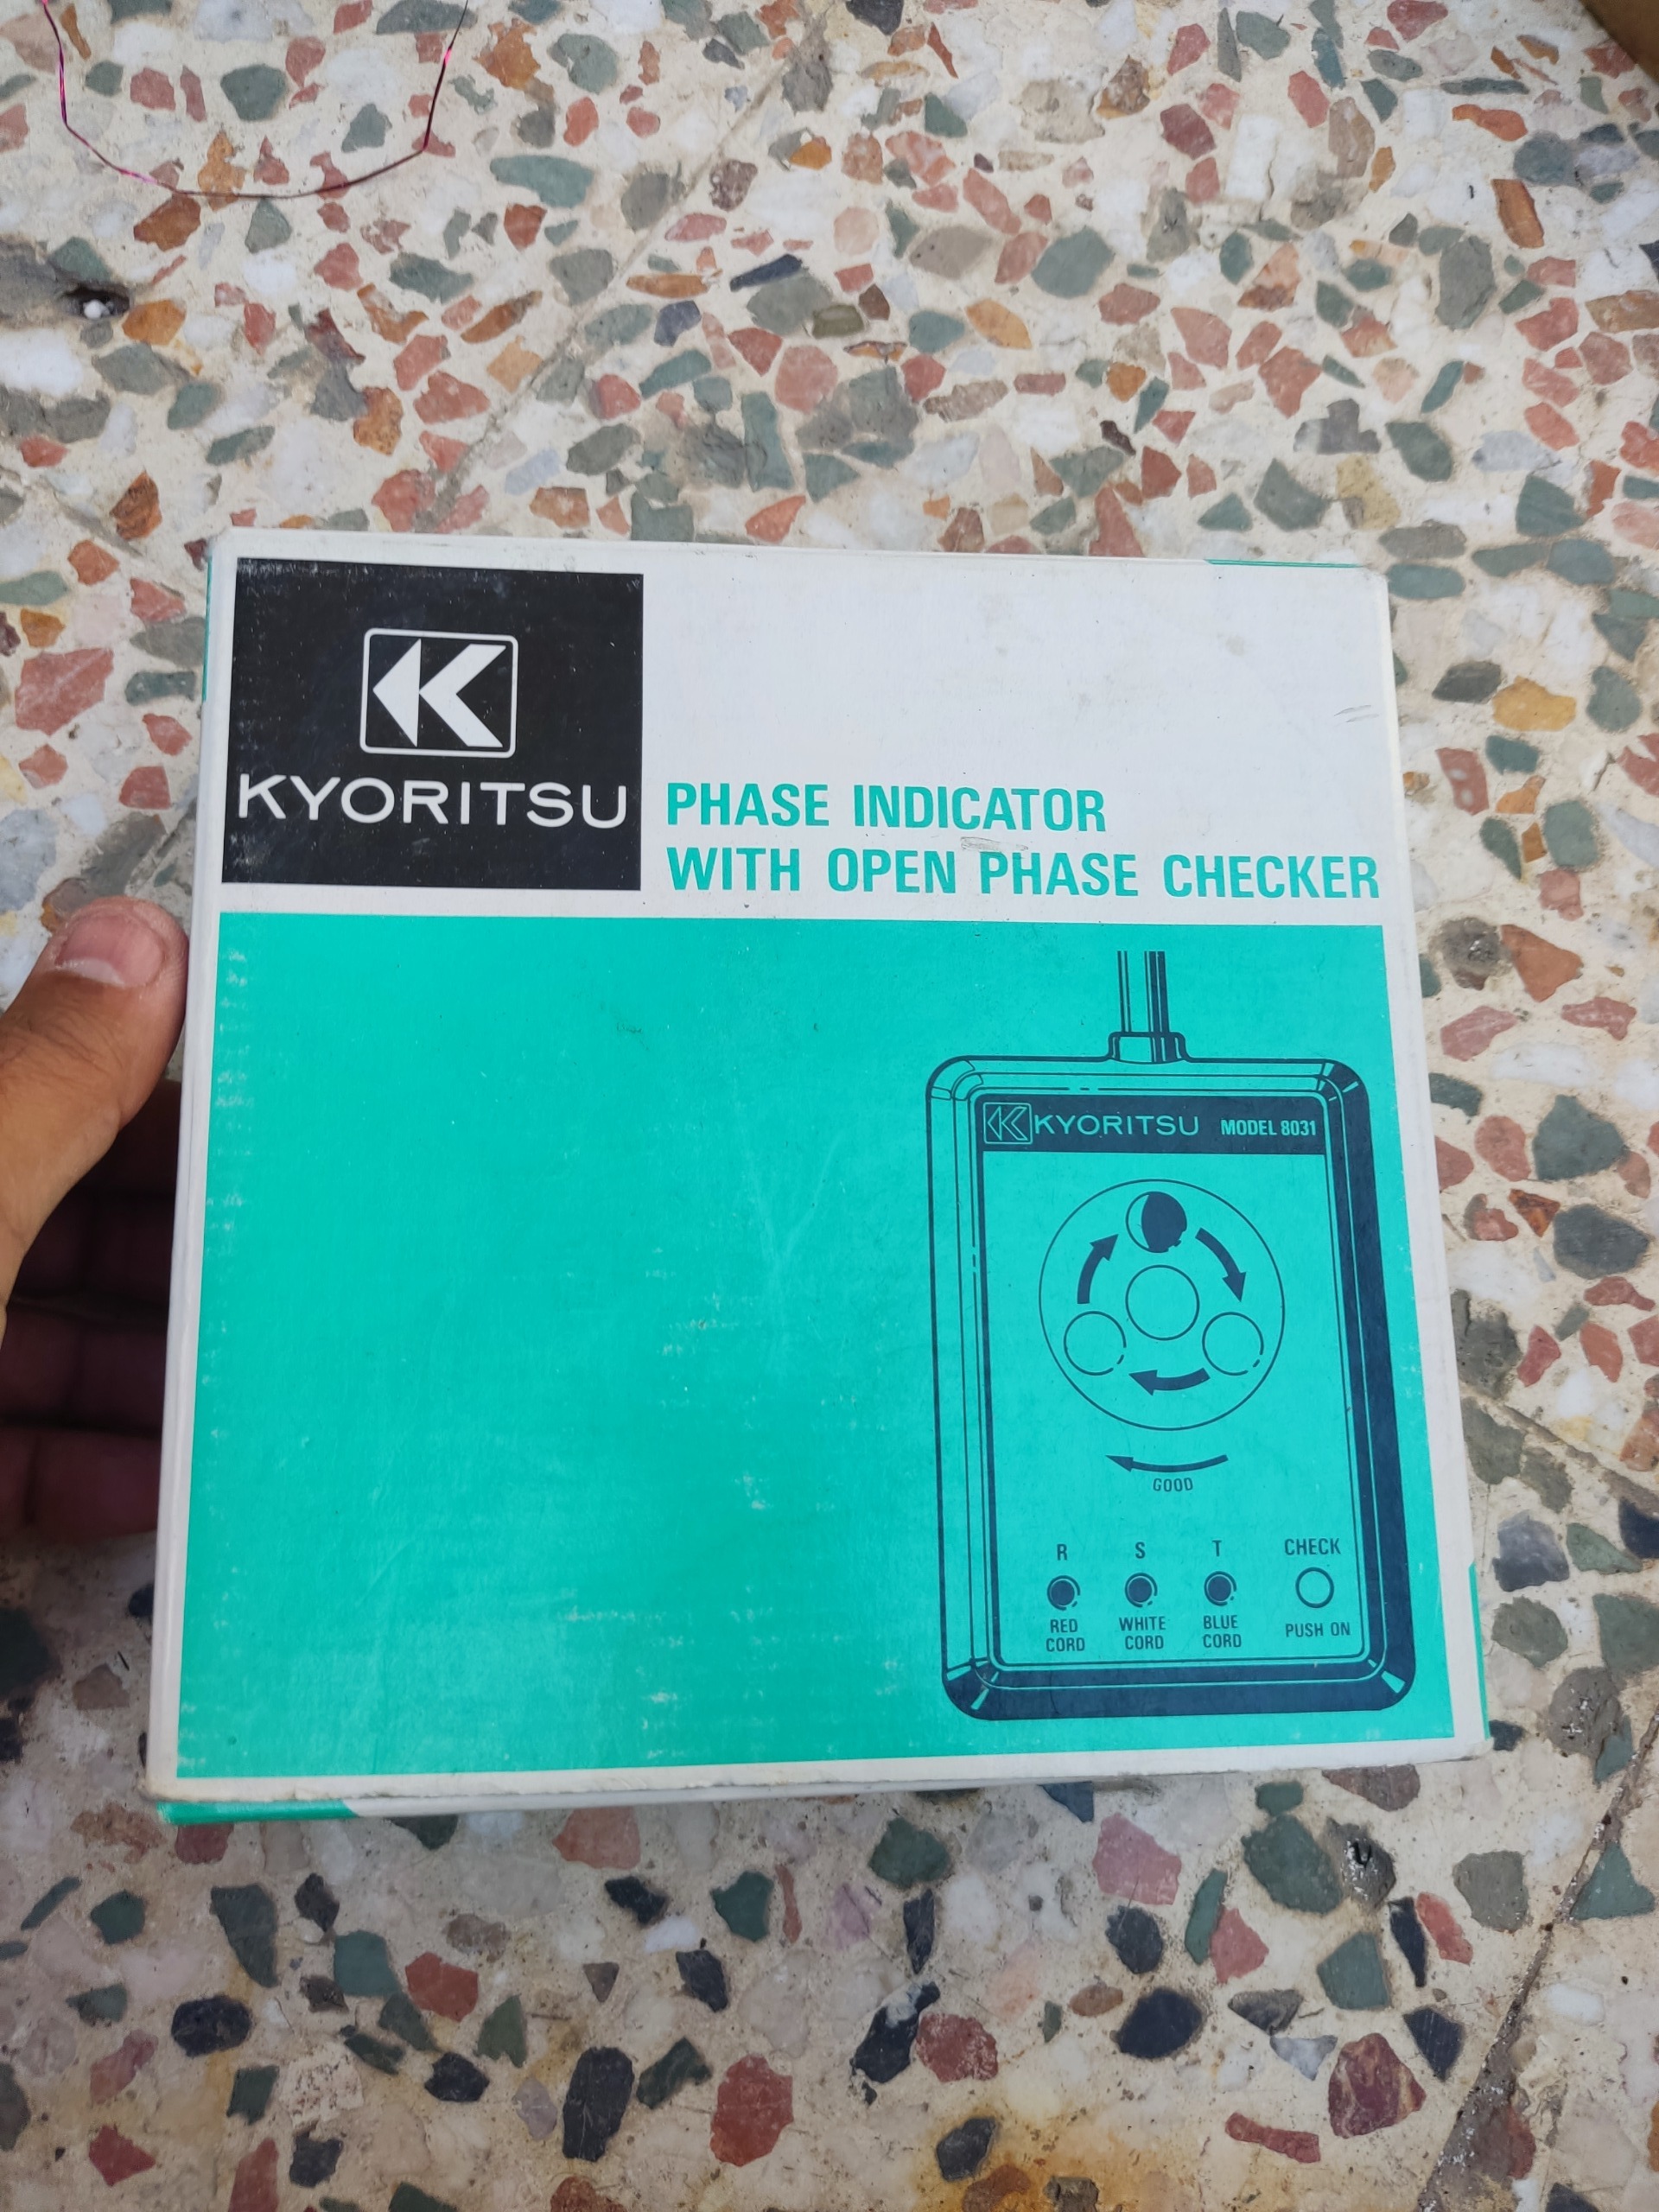 KYORITSU
PHASE INDICATOR
WITH OPEN PHASE CHECKER
KYORITSU MODEL 8031
GOOD
R S T CHECK
RED CORD WHITE CORD BLUE CORD PUSH ON